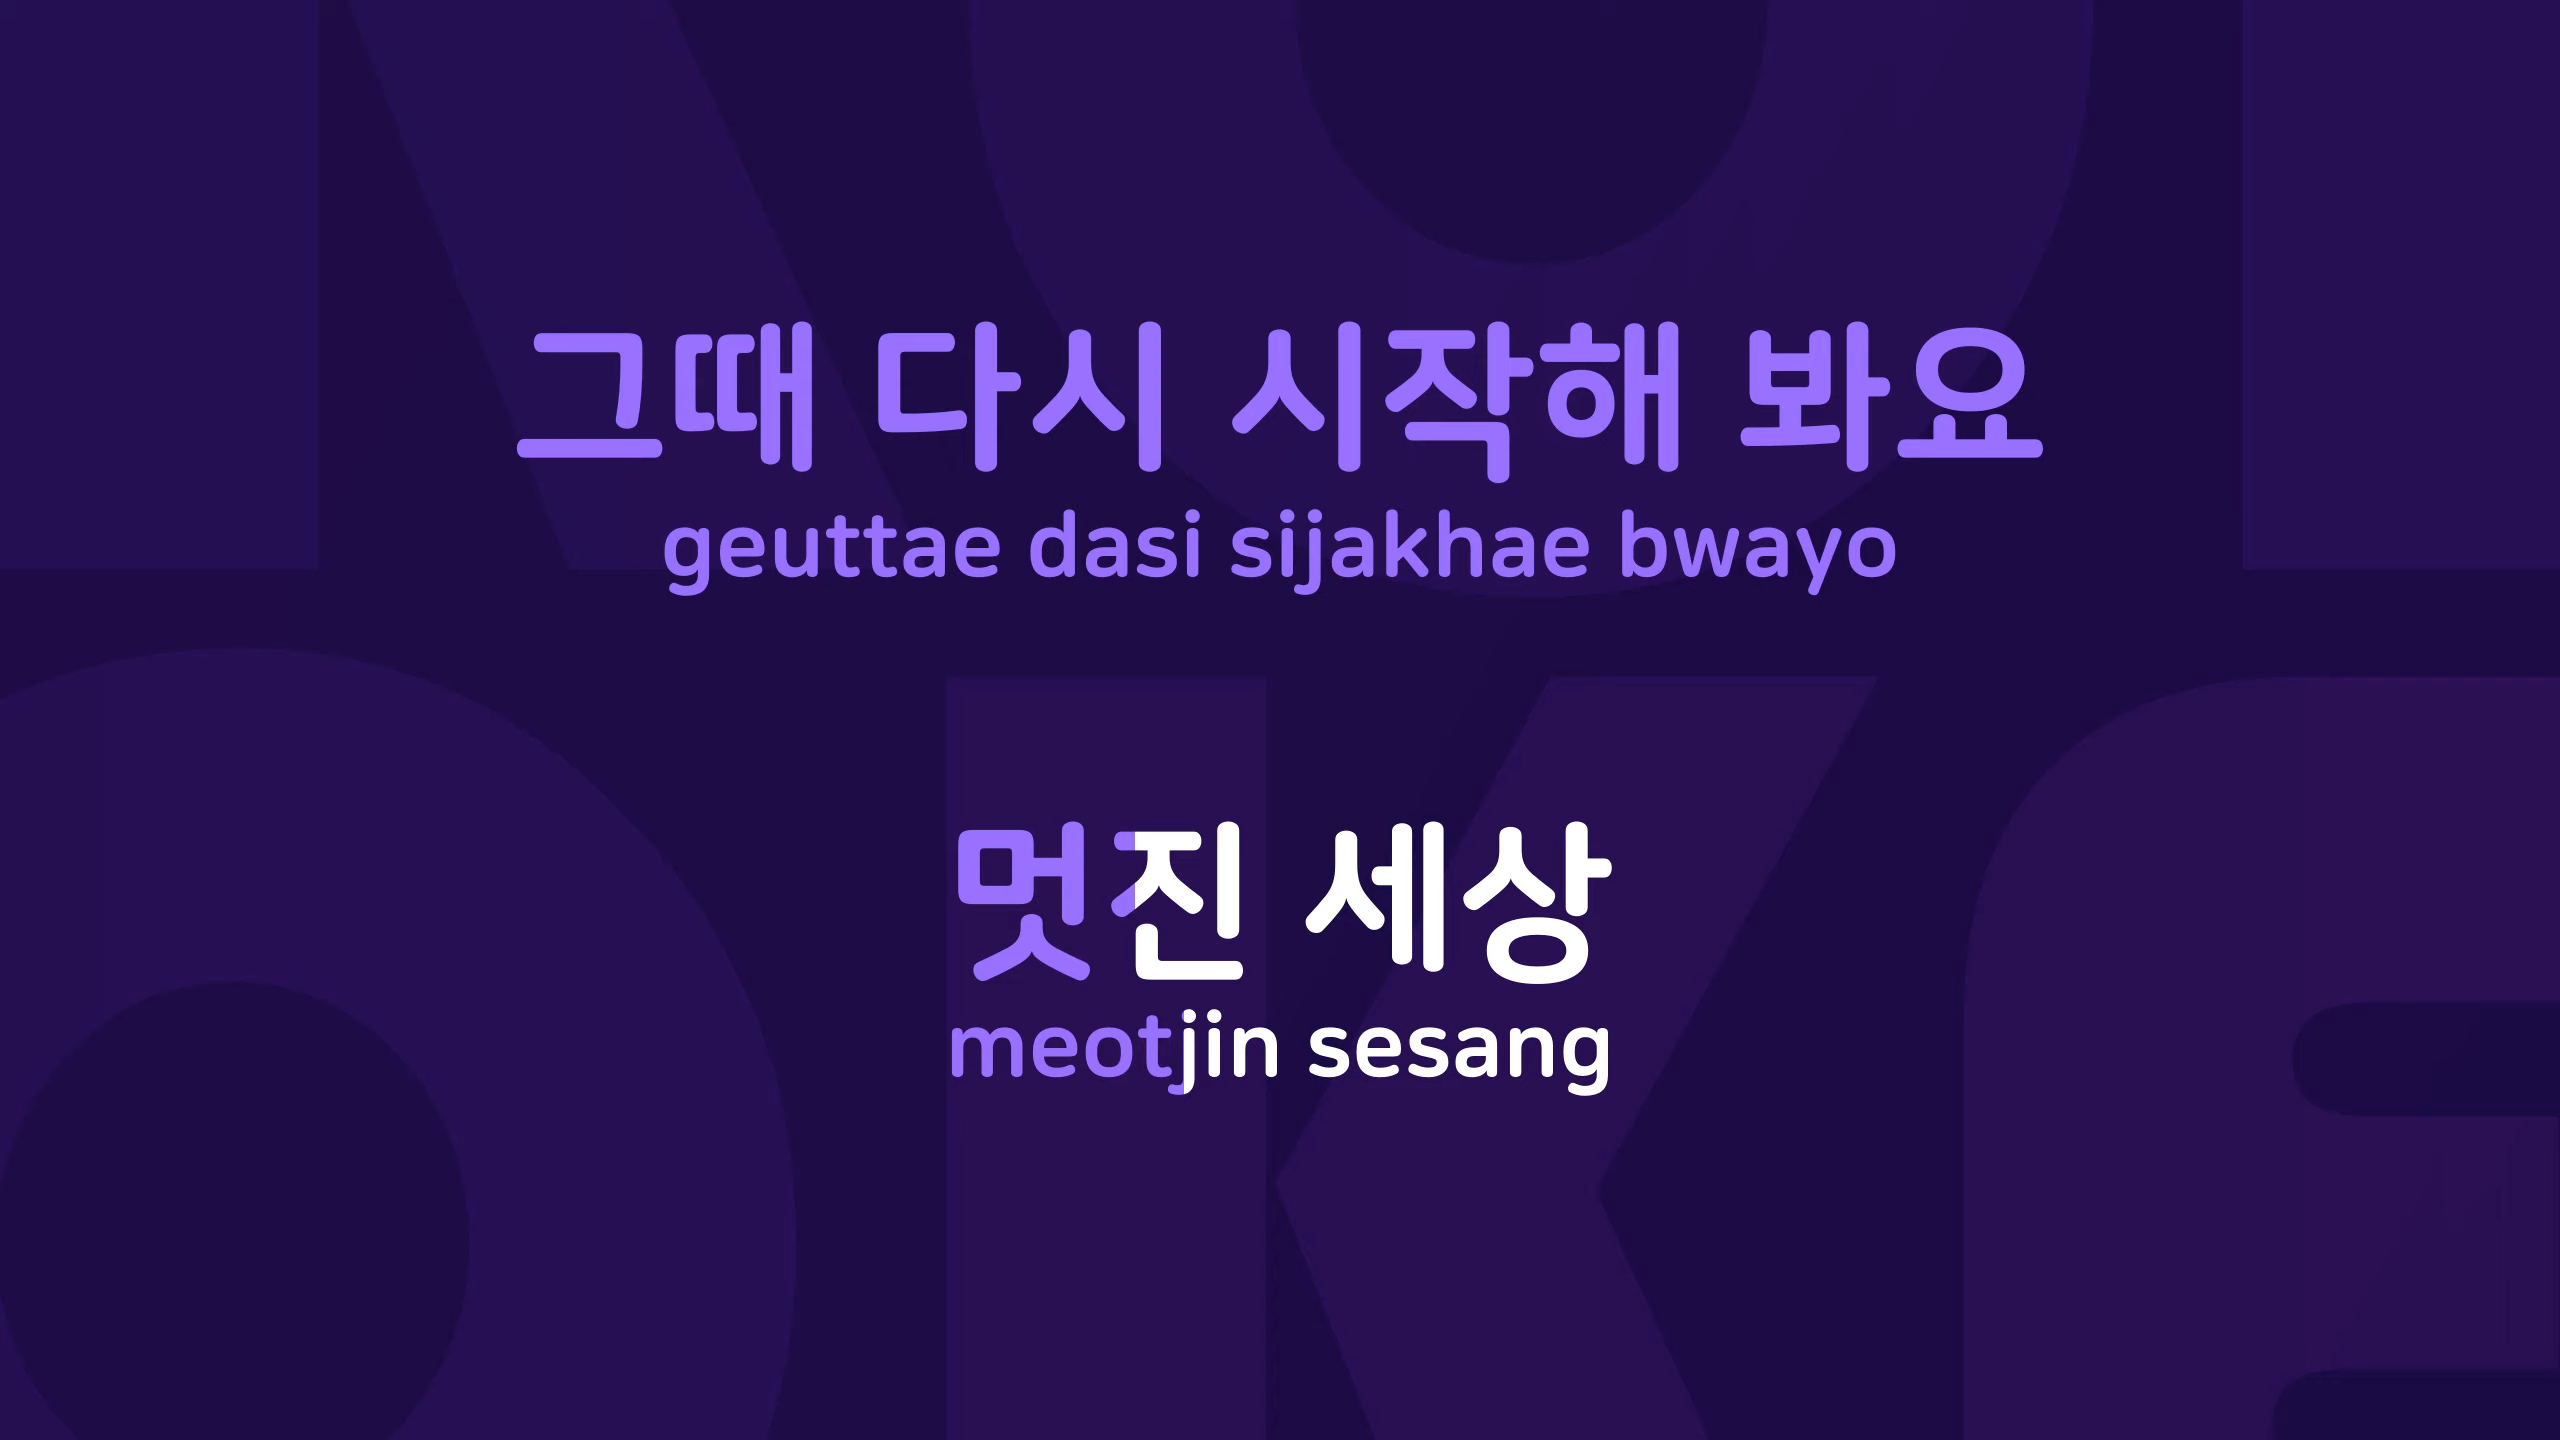 그때 다시 시작해 봐요
geuttae dasi sijakhae bwayo
멋진 세상
meotjin sesang